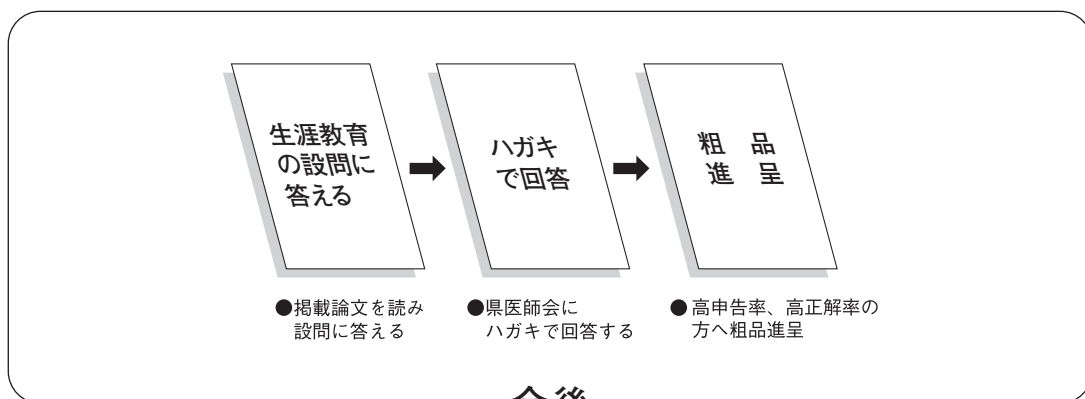 生涯教育
の設問に
答える
ハガキ
で回答
粗 品
進 呈
●掲載論文を読み
設問に答える
●県医師会に
ハガキで回答する
●高申告率、高正解率の
方へ粗品進呈
今後